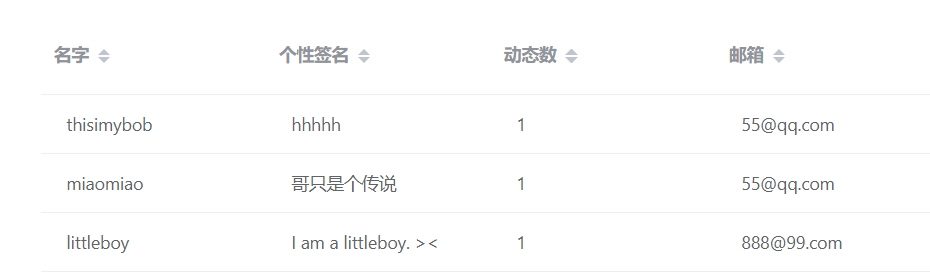 名字 个性签名 动态数 邮箱
thisimybob hhhhh 1 55@qq.com
miaomiao 哥只是个传说 1 55@qq.com
littleboy I am a littleboy. >< 1 888@99.com